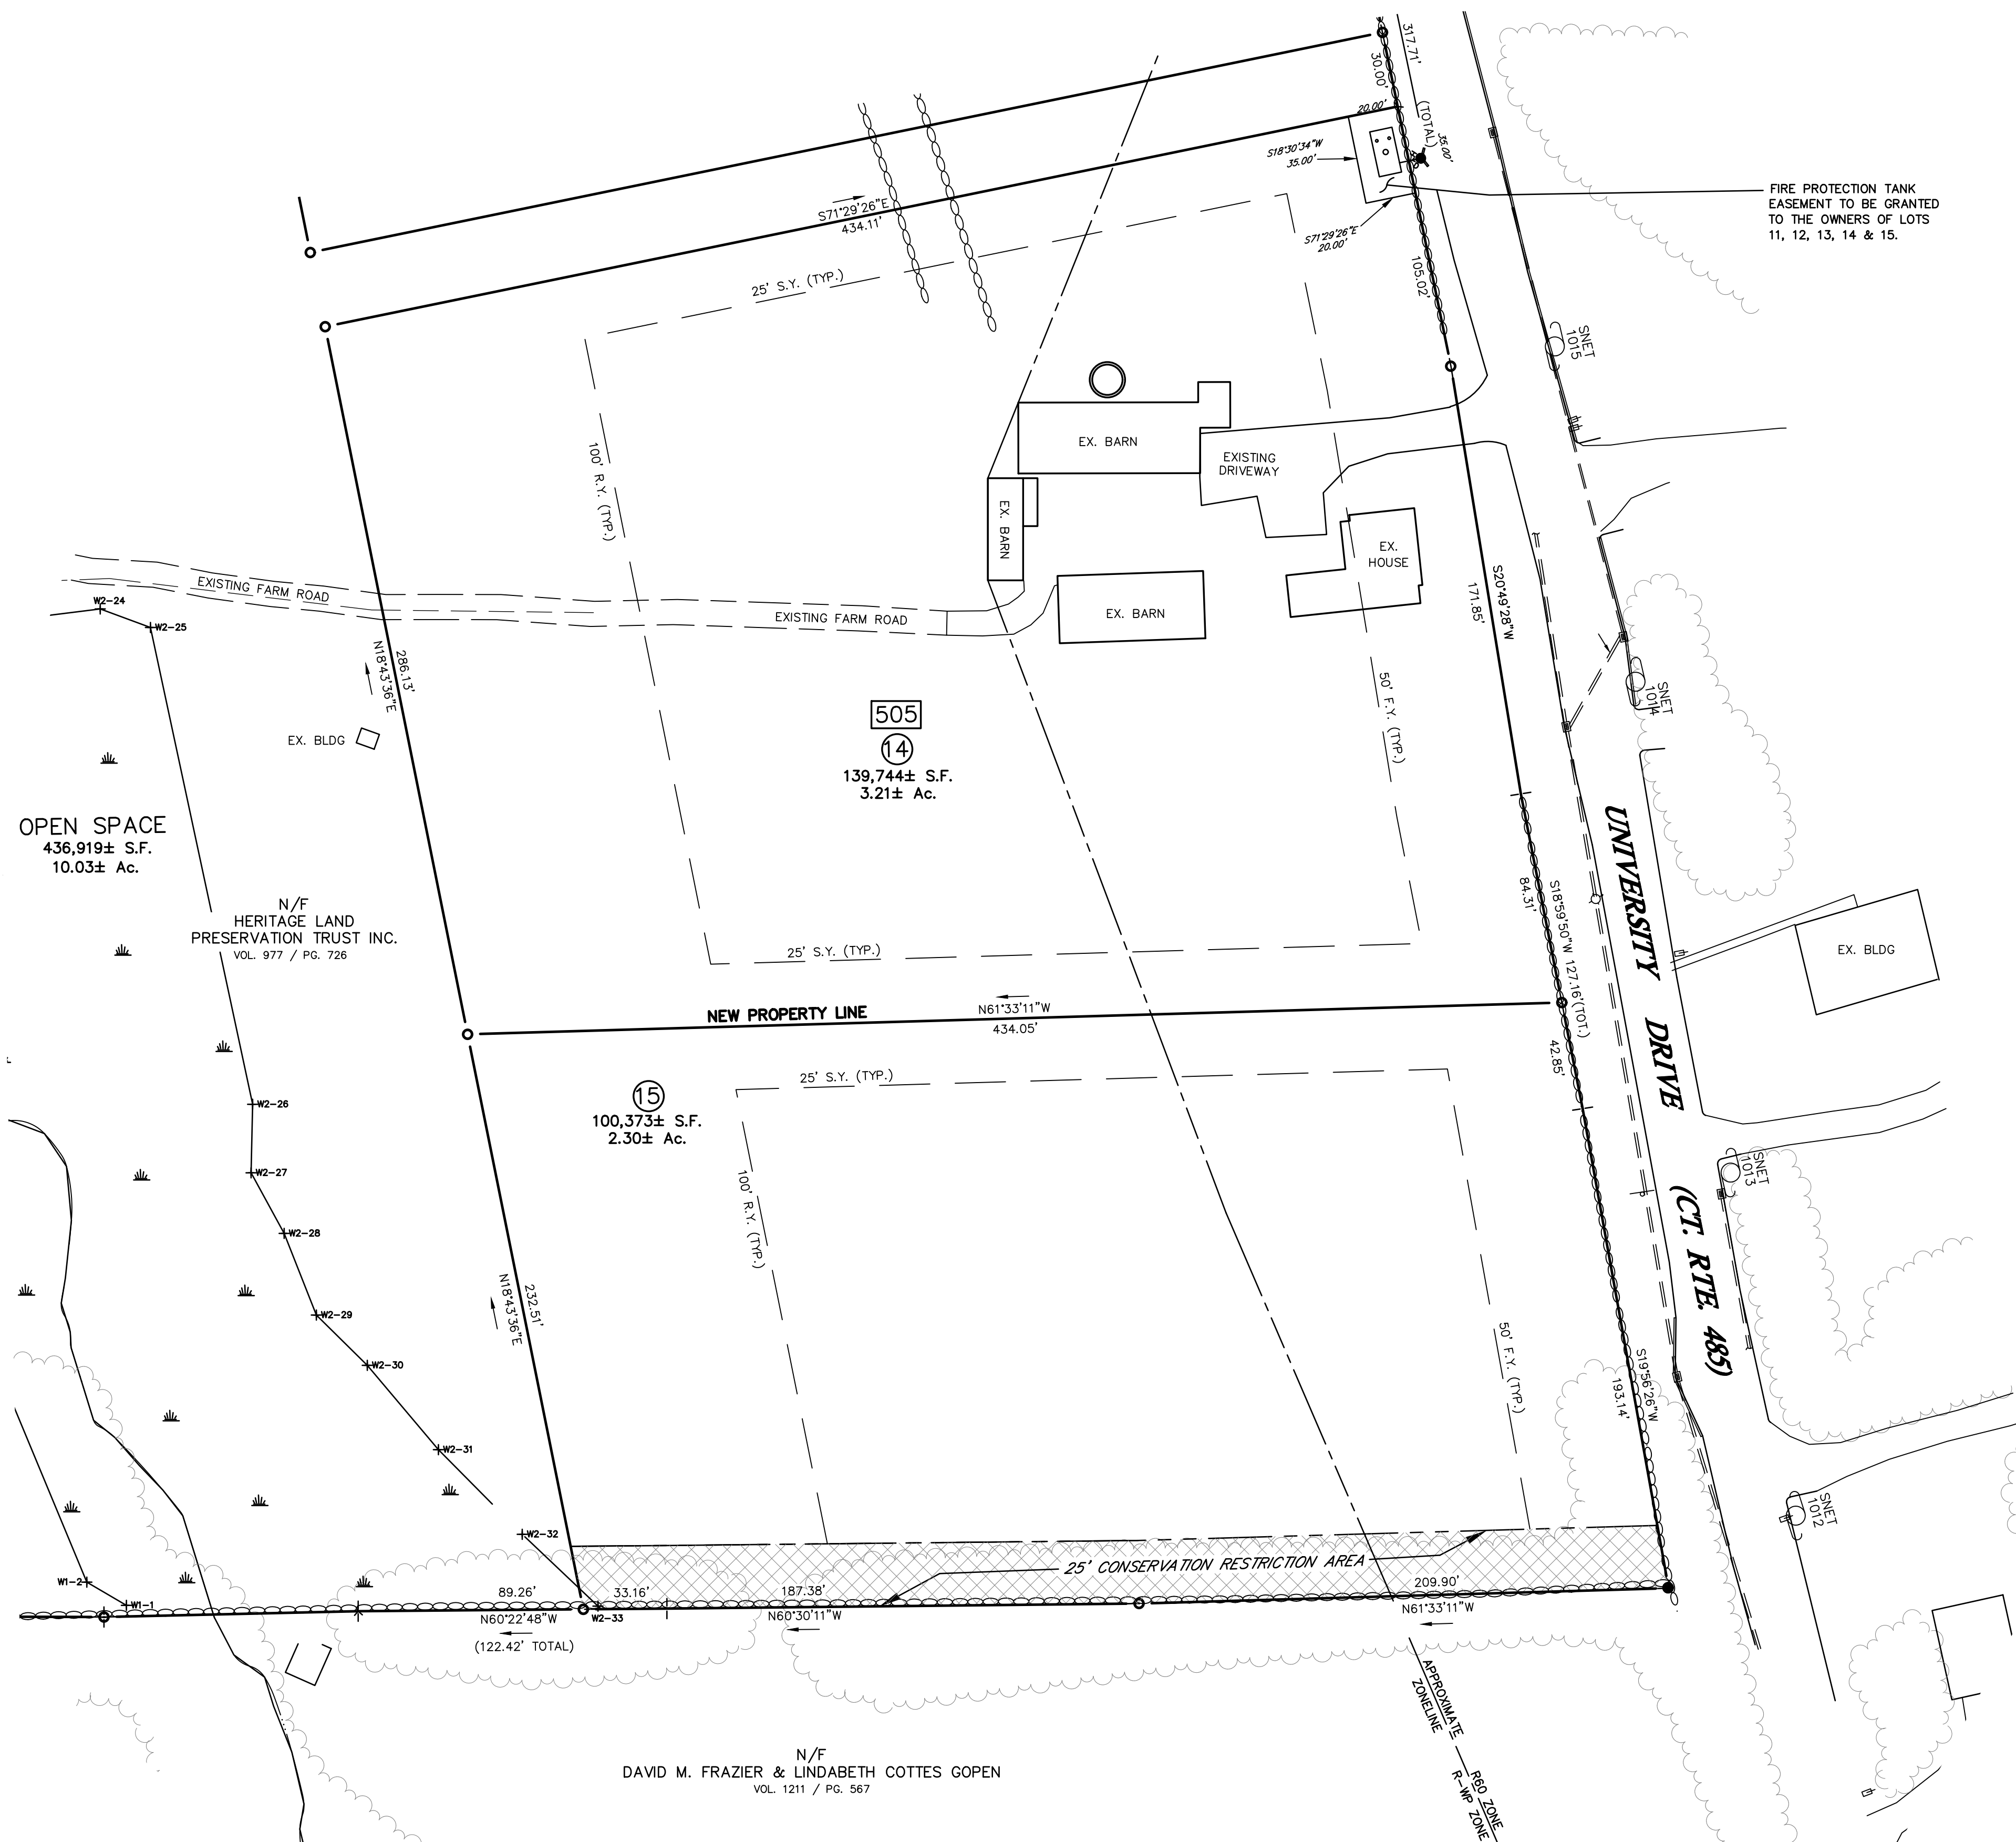 317.71'
(TOTAL)
30.00'
20.00'
35.00'
S18°30'34"W
35.00'
S71°29'26"E
20.00'
105.02'
FIRE PROTECTION TANK
EASEMENT TO BE GRANTED
TO THE OWNERS OF LOTS
11, 12, 13, 14 & 15.
S71°29'26"E
434.11'
25' S.Y. (TYP.)
SNET
1015
100' R.Y. (TYP.)
EX. BARN
EXISTING
DRIVEWAY
EX. BARN
EX.
HOUSE
EX. BARN
EXISTING FARM ROAD
EXISTING FARM ROAD
W2-24
W2-25
S20°49'28"W
171.85'
286.13'
N18°43'36"E
SNET
1014
50' F.Y. (TYP.)
EX. BLDG
505
14
139,744± S.F.
3.21± Ac.
OPEN SPACE
436,919± S.F.
10.03± Ac.
N/F
HERITAGE LAND
PRESERVATION TRUST INC.
VOL. 977 / PG. 726
84.31'
S18°59'50"W 127.16'(TOT.)
42.85'
UNIVERSITY DRIVE
(CT. RTE. 485)
EX. BLDG
25' S.Y. (TYP.)
NEW PROPERTY LINE
N61°33'11"W
434.05'
25' S.Y. (TYP.)
15
100,373± S.F.
2.30± Ac.
W2-26
W2-27
W2-28
W2-29
W2-30
W2-31
W2-32
W2-33
100' R.Y. (TYP.)
SNET
1013
232.51'
N18°43'36"E
50' F.Y. (TYP.)
S19°56'26"W
193.14'
SNET
1012
25' CONSERVATION RESTRICTION AREA
W1-2
W1-1
89.26'
33.16'
187.38'
209.90'
N60°22'48"W
(122.42' TOTAL)
N60°30'11"W
N61°33'11"W
APPROXIMATE
ZONELINE
R60 ZONE
R-WP ZONE
N/F
DAVID M. FRAZIER & LINDABETH COTTES GOPEN
VOL. 1211 / PG. 567